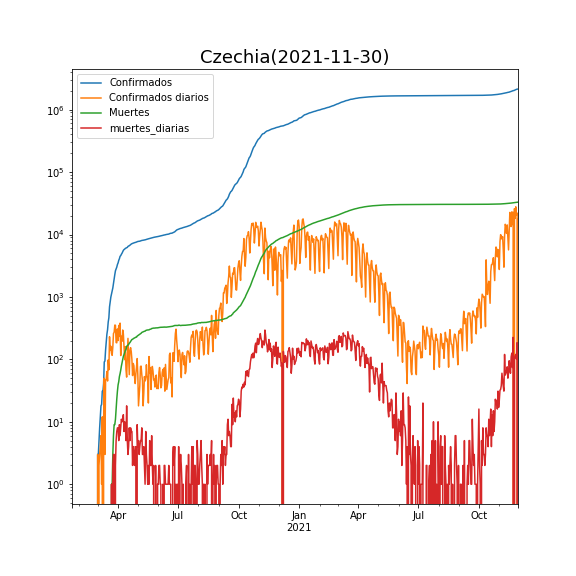 Czechia(2021-11-30)
Confirmados
Confirmados diarios
Muertes
muertes_diarias
10⁶
10⁵
10⁴
10³
10²
10¹
10⁰
Apr Jul Oct Jan Apr Jul Oct
2021